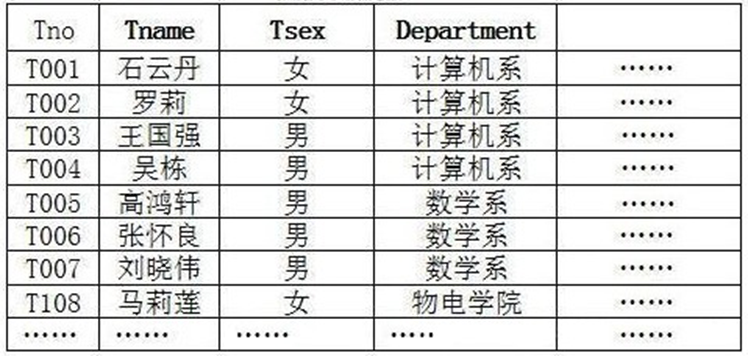 Tno Tname Tsex Department
T001 石云丹 女 计算机系 ……
T002 罗莉 女 计算机系 ……
T003 王国强 男 计算机系 ……
T004 吴栋 男 计算机系 ……
T005 高鸿轩 男 数学系 ……
T006 张怀良 男 数学系 ……
T007 刘晓伟 男 数学系 ……
T108 马莉莲 女 物电学院 ……
…… …… …… ….. ……